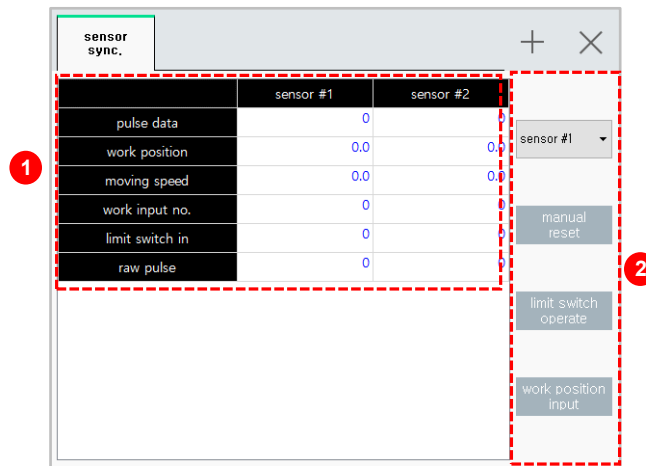 sensor
sync.
sensor #1 sensor #2
pulse data 0 0
work position 0.0 0.0
moving speed 0.0 0.0
work input no. 0 0
limit switch in 0 0
raw pulse 0 0
1
sensor #1
manual
reset
2
limit switch
operate
work position
input